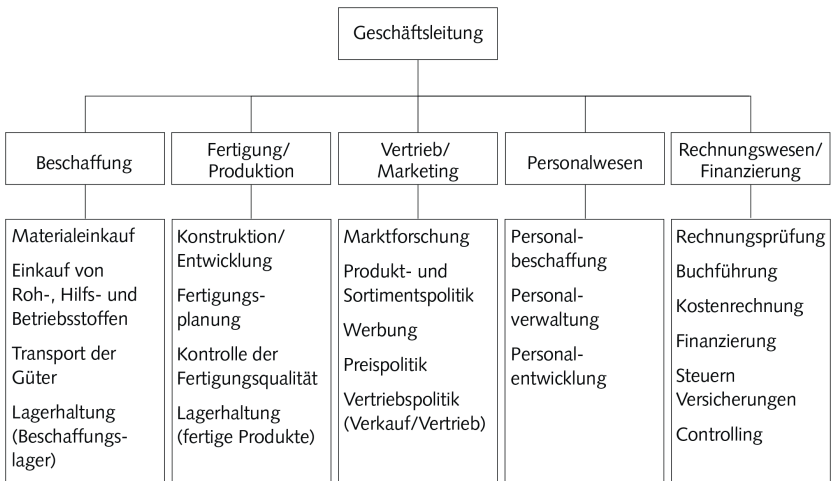 Geschäftsleitung
Beschaffung
Fertigung/
Produktion
Vertrieb/
Marketing
Personalwesen
Rechnungswesen/
Finanzierung
Materialeinkauf
Einkauf von
Roh-, Hilfs- und
Betriebsstoffen
Transport der
Güter
Lagerhaltung
(Beschaffungs-
lager)
Konstruktion/
Entwicklung
Fertigungs-
planung
Kontrolle der
Fertigungsqualität
Lagerhaltung
(fertige Produkte)
Marktforschung
Produkt- und
Sortimentspolitik
Werbung
Preispolitik
Vertriebspolitik
(Verkauf/Vertrieb)
Personal-
beschaffung
Personal-
verwaltung
Personal-
entwicklung
Rechnungsprüfung
Buchführung
Kostenrechnung
Finanzierung
Steuern
Versicherungen
Controlling